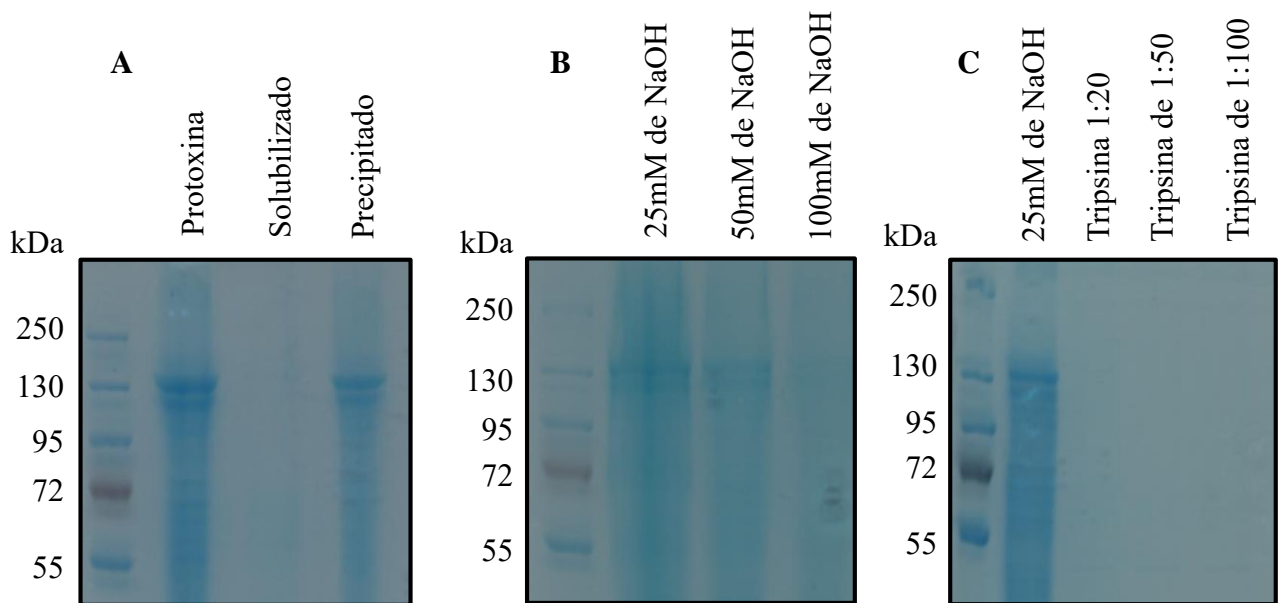 A
Protoxina
Solubilizado
Precipitado
kDa
250
130
95
72
55
B
25mM de NaOH
50mM de NaOH
100mM de NaOH
250
130
95
72
55
C
25mM de NaOH
Tripsina 1:20
Tripsina de 1:50
Tripsina de 1:100
kDa
250
130
95
72
55